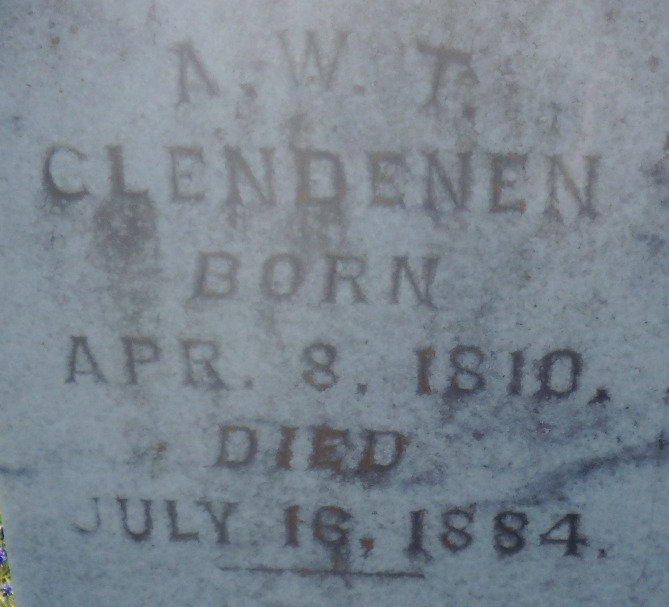 A. W. T.
CLENDENEN
BORN
APR. 8. 1810.
DIED
JULY 16, 1884.